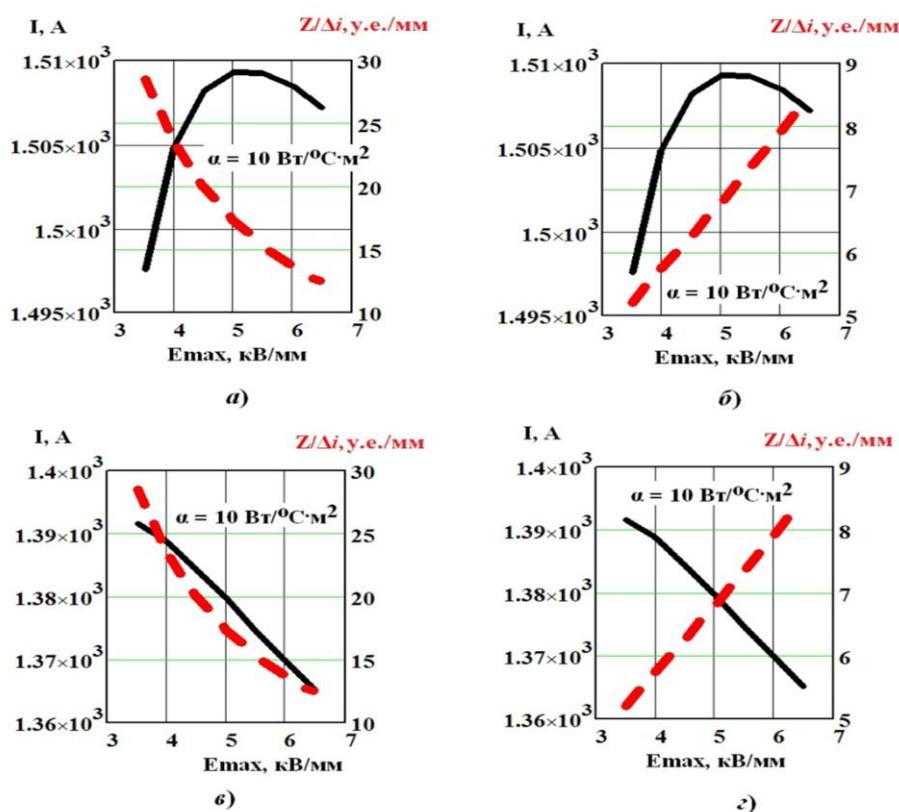 I, A
Z/Δi, y.e./мм
1.51×10³
1.505×10³
1.5×10³
1.495×10³
30
25
20
15
10
α = 10 Вт/⁰С·м²
3 4 5 6 7
Emax, кВ/мм
а)
I, A
Z/Δi, y.e./мм
1.51×10³
1.505×10³
1.5×10³
1.495×10³
9
8
7
6
5
α = 10 Вт/⁰С·м²
3 4 5 6 7
Emax, кВ/мм
б)
I, A
Z/Δi, y.e./мм
1.4×10³
1.39×10³
1.38×10³
1.37×10³
1.36×10³
30
25
20
15
10
α = 10 Вт/⁰С·м²
3 4 5 6 7
Emax, кВ/мм
в)
I, A
Z/Δi, y.e./мм
1.4×10³
1.39×10³
1.38×10³
1.37×10³
1.36×10³
9
8
7
6
5
α = 10 Вт/⁰С·м²
3 4 5 6 7
Emax, кВ/мм
г)